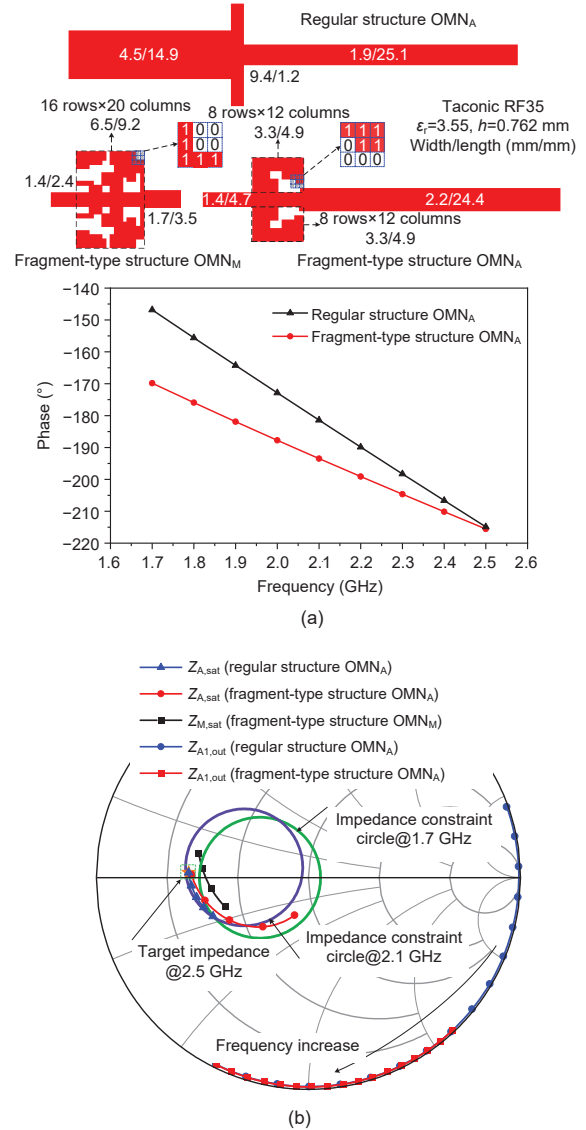 Regular structure OMN_A
4.5/14.9
1.9/25.1
9.4/1.2
16 rows×20 columns
6.5/9.2
8 rows×12 columns
3.3/4.9
Taconic RF35
ε_r=3.55, h=0.762 mm
Width/length (mm/mm)
1 0 0
1 0 0
1 1 1
1 1 1
0 1 1
0 0 0
1.4/2.4
1.7/3.5
1.4/4.7
2.2/24.4
8 rows×12 columns
3.3/4.9
Fragment-type structure OMN_M
Fragment-type structure OMN_A
−140
−150
−160
−170
−180
−190
−200
−210
−220
Phase (°)
Regular structure OMN_A
Fragment-type structure OMN_A
1.6 1.7 1.8 1.9 2.0 2.1 2.2 2.3 2.4 2.5 2.6
Frequency (GHz)
(a)
Z_A,sat (regular structure OMN_A)
Z_A,sat (fragment-type structure OMN_A)
Z_M,sat (fragment-type structure OMN_M)
Z_A1,out (regular structure OMN_A)
Z_A1,out (fragment-type structure OMN_A)
Impedance constraint
circle@1.7 GHz
Target impedance
@2.5 GHz
Impedance constraint
circle@2.1 GHz
Frequency increase
(b)